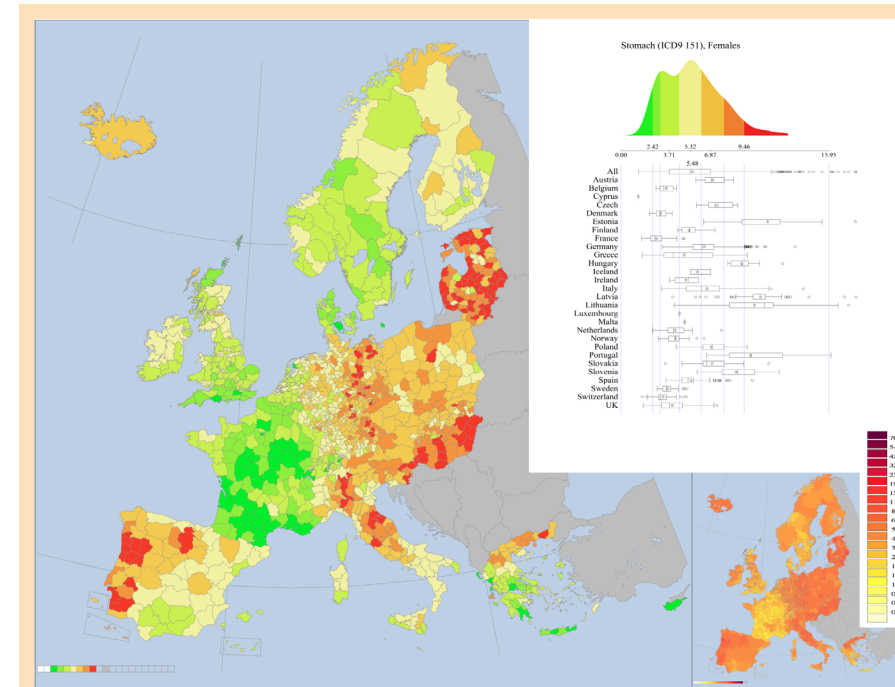 Stomach (ICD9 151), Females
2.42 5.32 9.46
0.00 3.71 6.87 15.95
5.48
All
Austria
Belgium
Cyprus
Czech
Denmark
Estonia
Finland
France
Germany
Greece
Hungary
Iceland
Ireland
Italy
Latvia
Lithuania
Luxembourg
Malta
Netherlands
Norway
Poland
Portugal
Slovakia
Slovenia
Spain
Sweden
Switzerland
UK